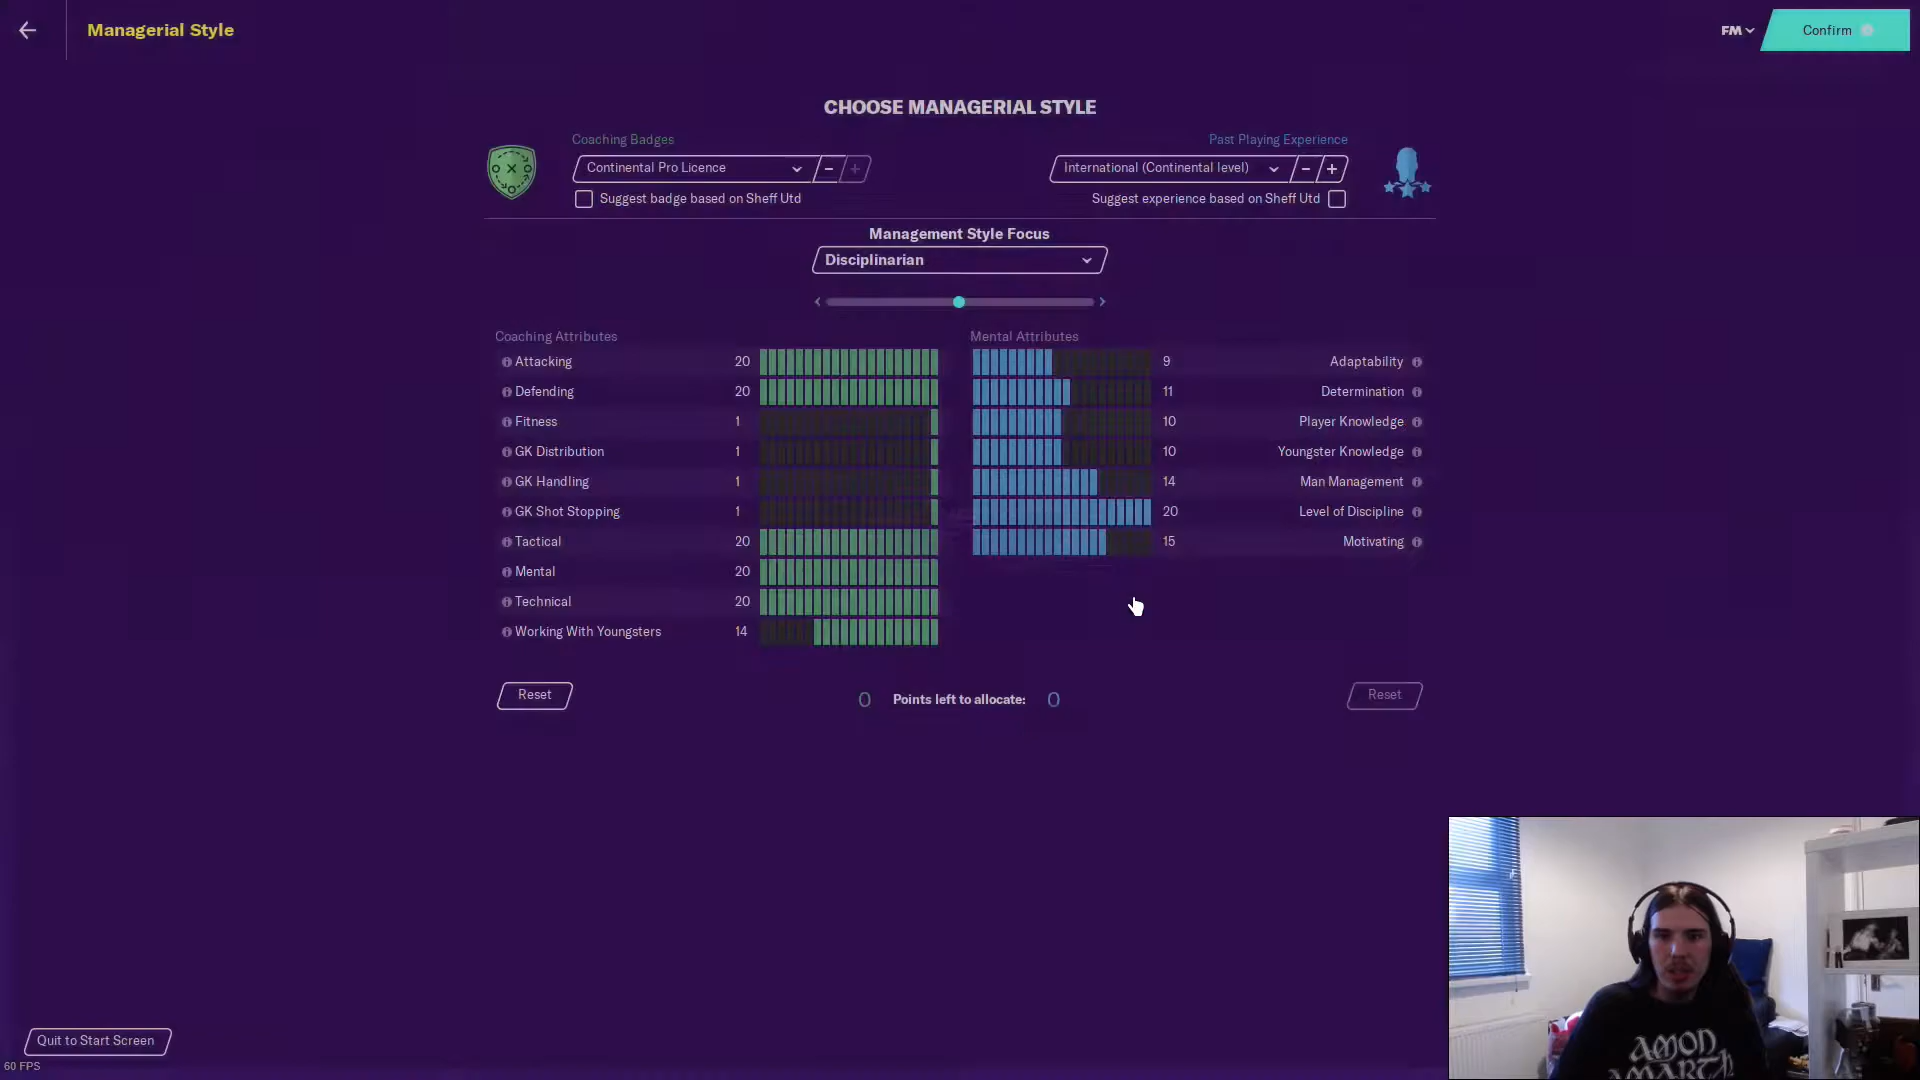 Managerial Style
FM
Confirm
CHOOSE MANAGERIAL STYLE
Coaching Badges
Past Playing Experience
Continental Pro Licence
International (Continental level)
Suggest badge based on Sheff Utd
Suggest experience based on Sheff Utd
Management Style Focus
Disciplinarian
Coaching Attributes
Mental Attributes
Attacking 20
9 Adaptability
Defending 20
11 Determination
Fitness 1
10 Player Knowledge
GK Distribution 1
10 Youngster Knowledge
GK Handling 1
14 Man Management
GK Shot Stopping 1
20 Level of Discipline
Tactical 20
15 Motivating
Mental 20
Technical 20
Working With Youngsters 14
Reset
0 Points left to allocate: 0
Reset
AMON
AMARTH
Quit to Start Screen
60 FPS